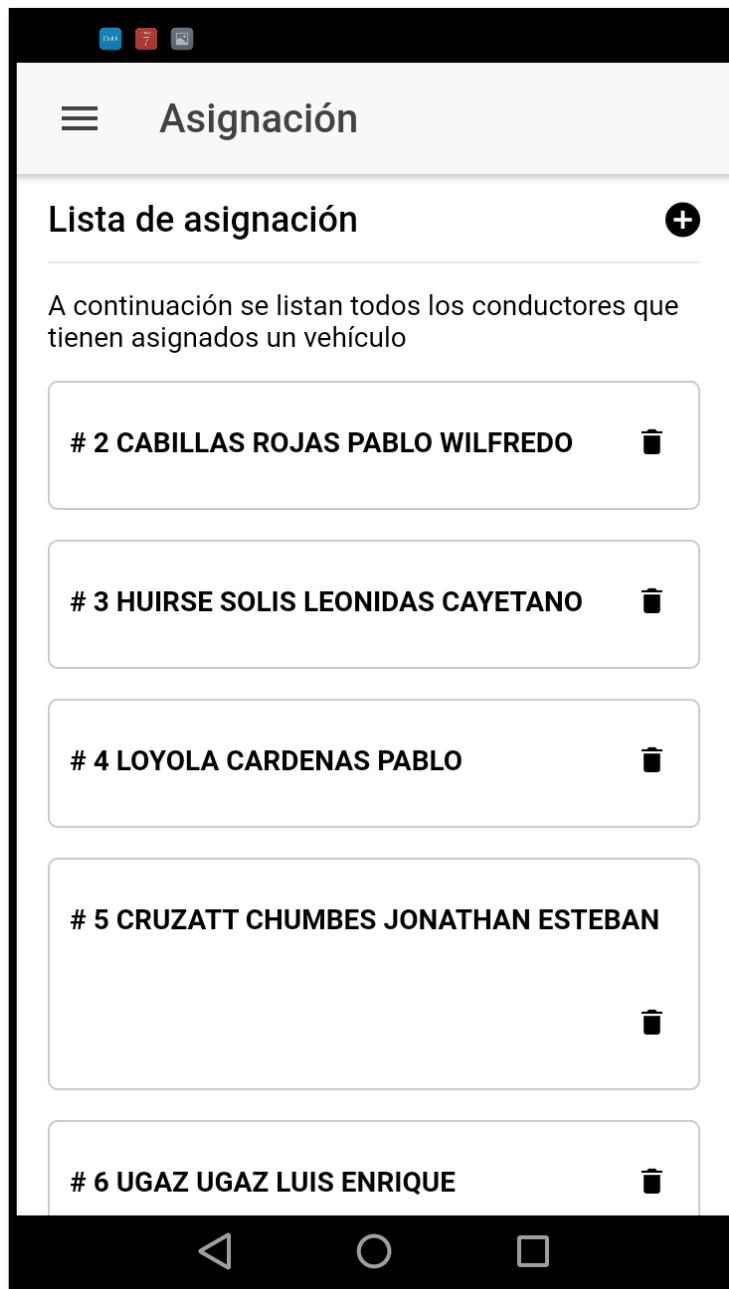 Asignación
Lista de asignación
A continuación se listan todos los conductores que
tienen asignados un vehículo
# 2 CABILLAS ROJAS PABLO WILFREDO
# 3 HUIRSE SOLIS LEONIDAS CAYETANO
# 4 LOYOLA CARDENAS PABLO
# 5 CRUZATT CHUMBES JONATHAN ESTEBAN
# 6 UGAZ UGAZ LUIS ENRIQUE